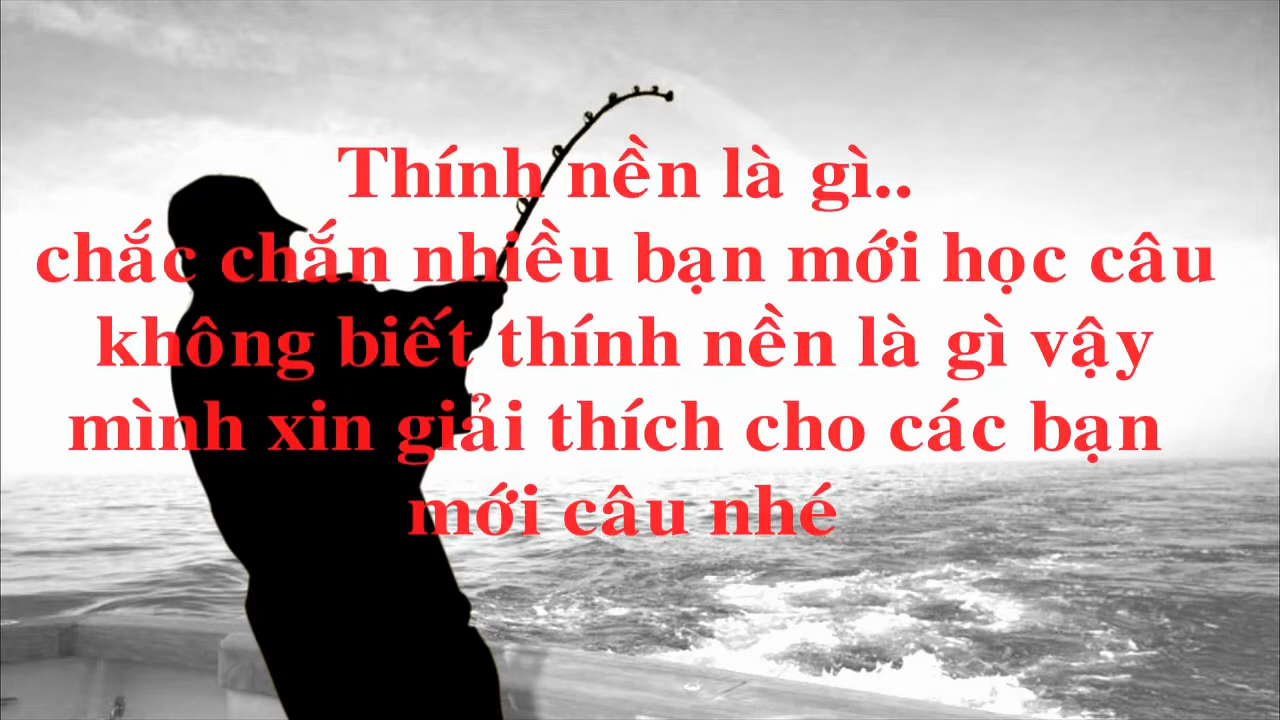 Thính nền là gì..
chắc chắn nhiều bạn mới học câu
không biết thính nền là gì vậy
mình xin giải thích cho các bạn
mới câu nhé